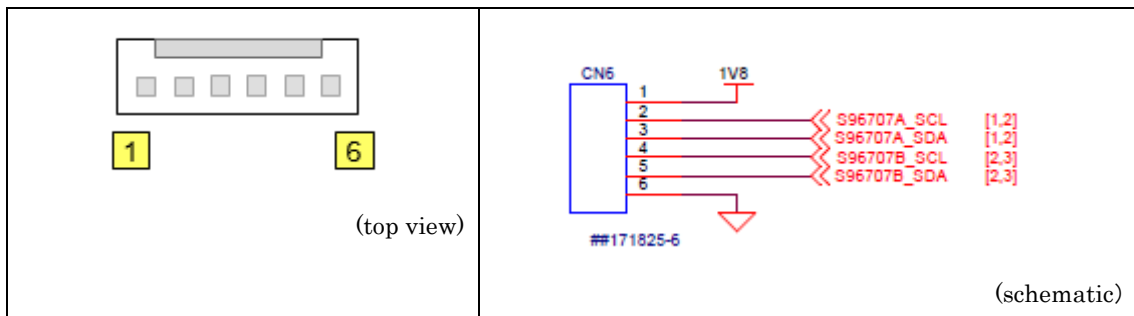 1
6
(top view)
CN6
1V8
1
2
S96707A_SCL [1,2]
3
S96707A_SDA [1,2]
4
S96707B_SCL [2,3]
5
S96707B_SDA [2,3]
6
##171825-6
(schematic)